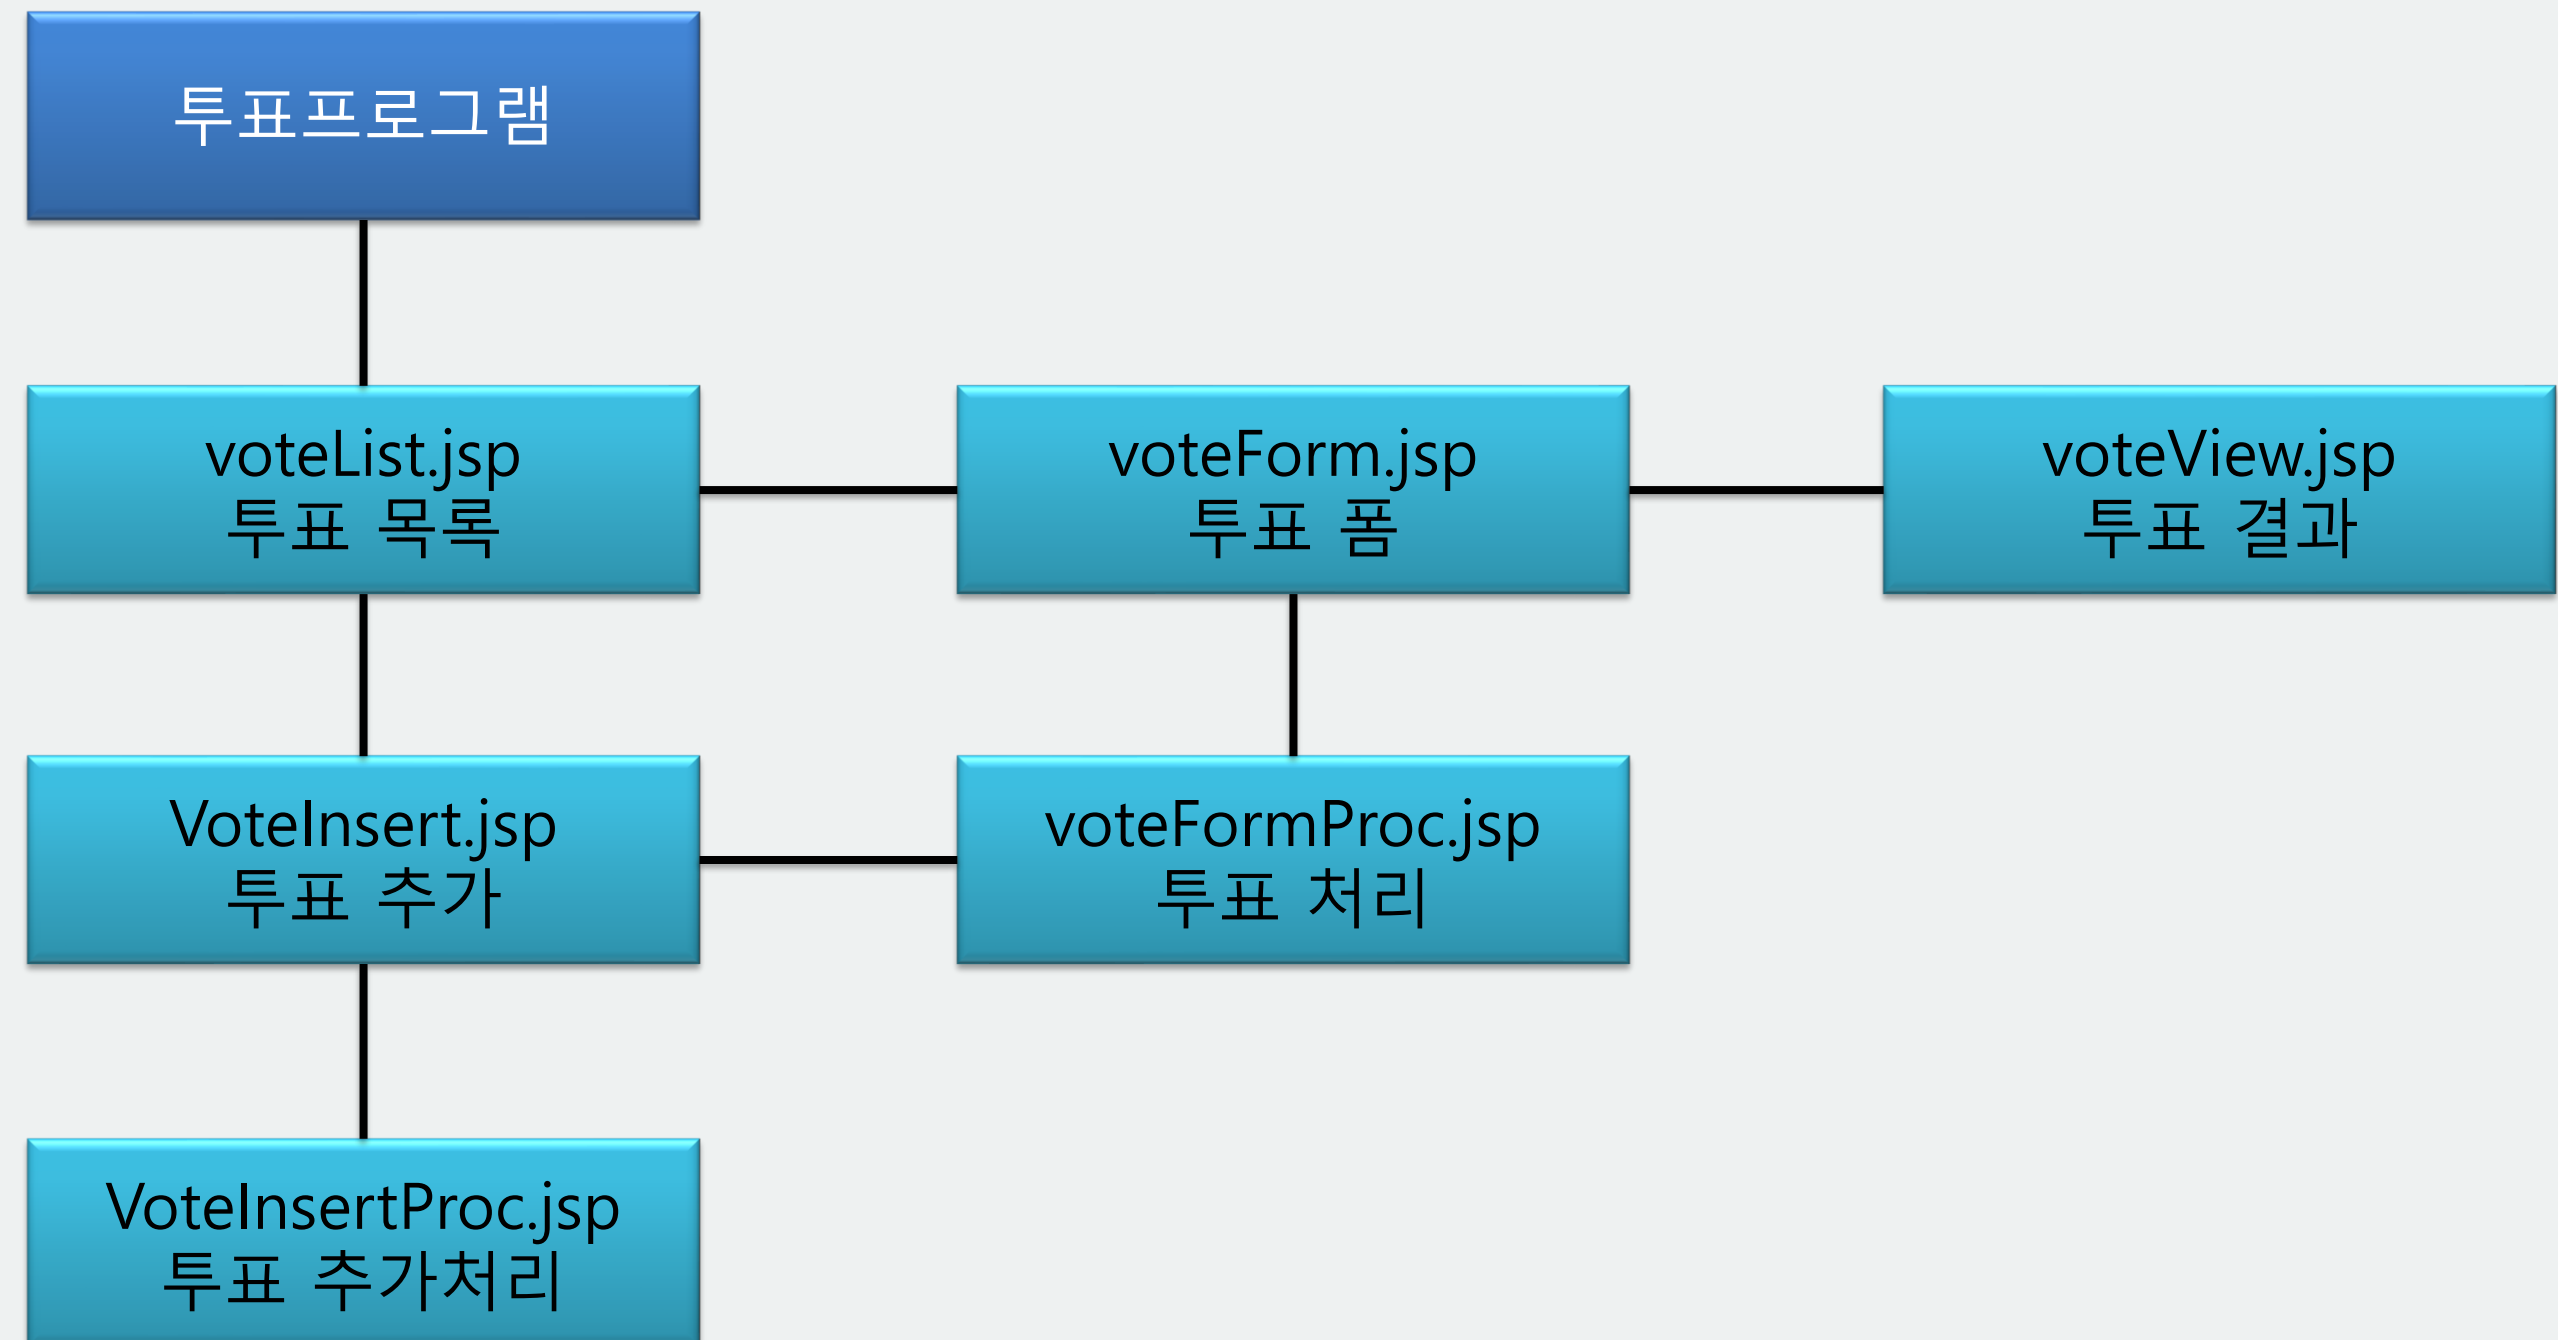 투표프로그램
voteList.jsp
투표 목록
voteForm.jsp
투표 폼
voteView.jsp
투표 결과
VoteInsert.jsp
투표 추가
voteFormProc.jsp
투표 처리
VoteInsertProc.jsp
투표 추가처리